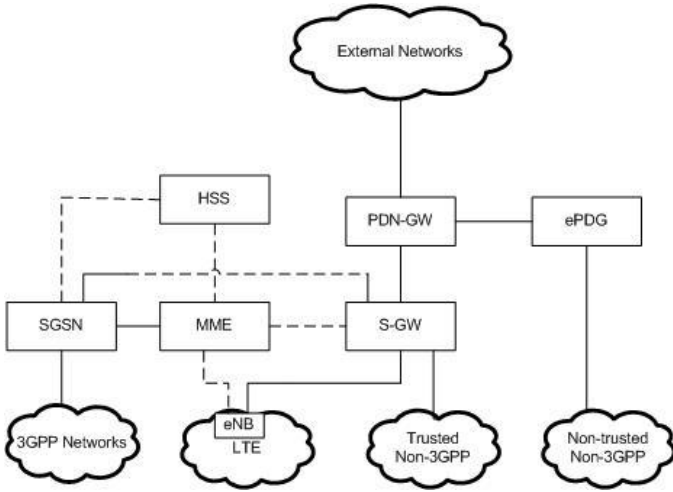 External Networks
HSS
PDN-GW
ePDG
SGSN
MME
S-GW
3GPP Networks
eNB
LTE
Trusted
Non-3GPP
Non-trusted
Non-3GPP